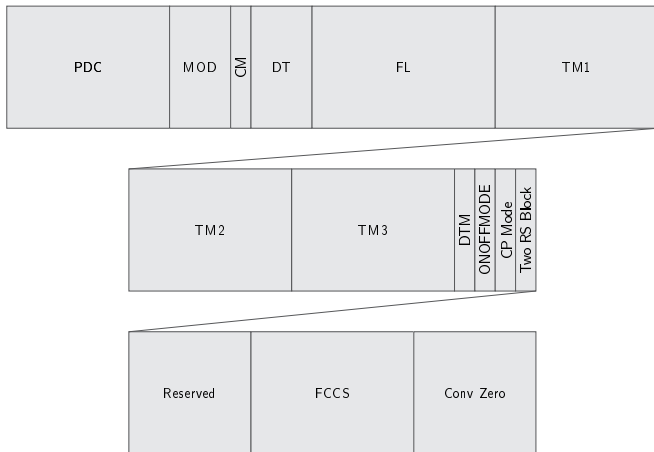 PDC
MOD
CM
DT
FL
TM1
TM2
TM3
DTM
ONOFFMODE
CP Mode
Two RS Block
Reserved
FCCS
Conv Zero